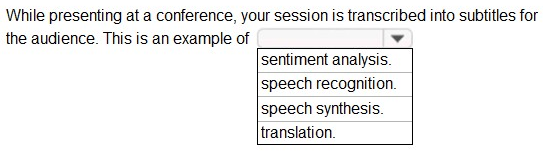 While presenting at a conference, your session is transcribed into subtitles for
the audience. This is an example of
sentiment analysis.
speech recognition.
speech synthesis.
translation.